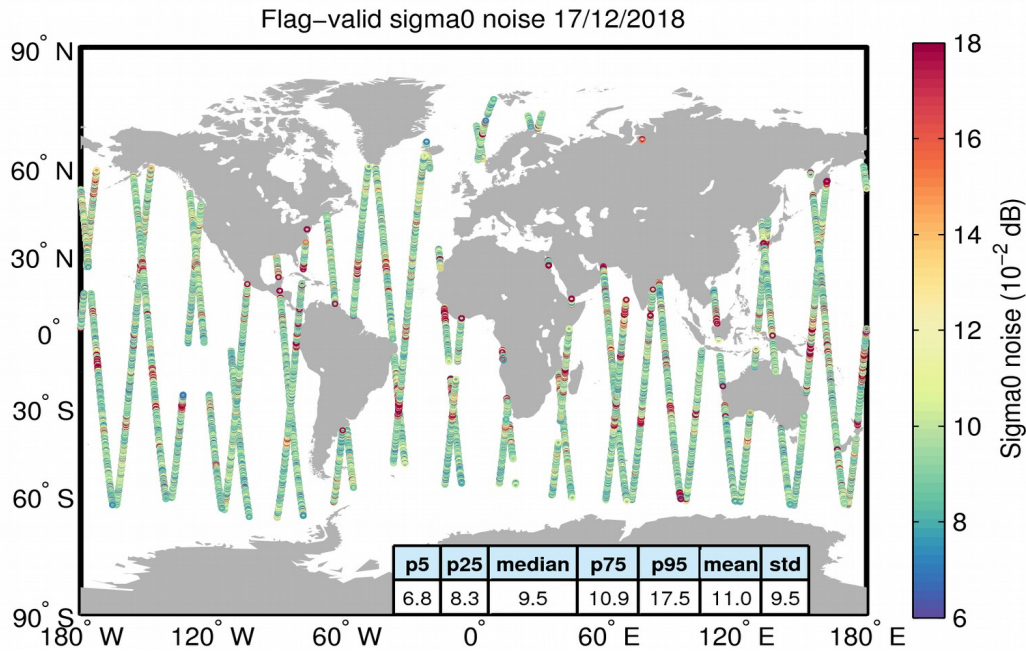 Flag-valid sigma0 noise 17/12/2018
90° N
60° N
30° N
0°
30° S
60° S
90° S
180° W
120° W
60° W
0°
60° E
120° E
180° E
p5 p25 median p75 p95 mean std
6.8 8.3 9.5 10.9 17.5 11.0 9.5
18
16
14
12
10
8
6
Sigma0 noise (10⁻² dB)